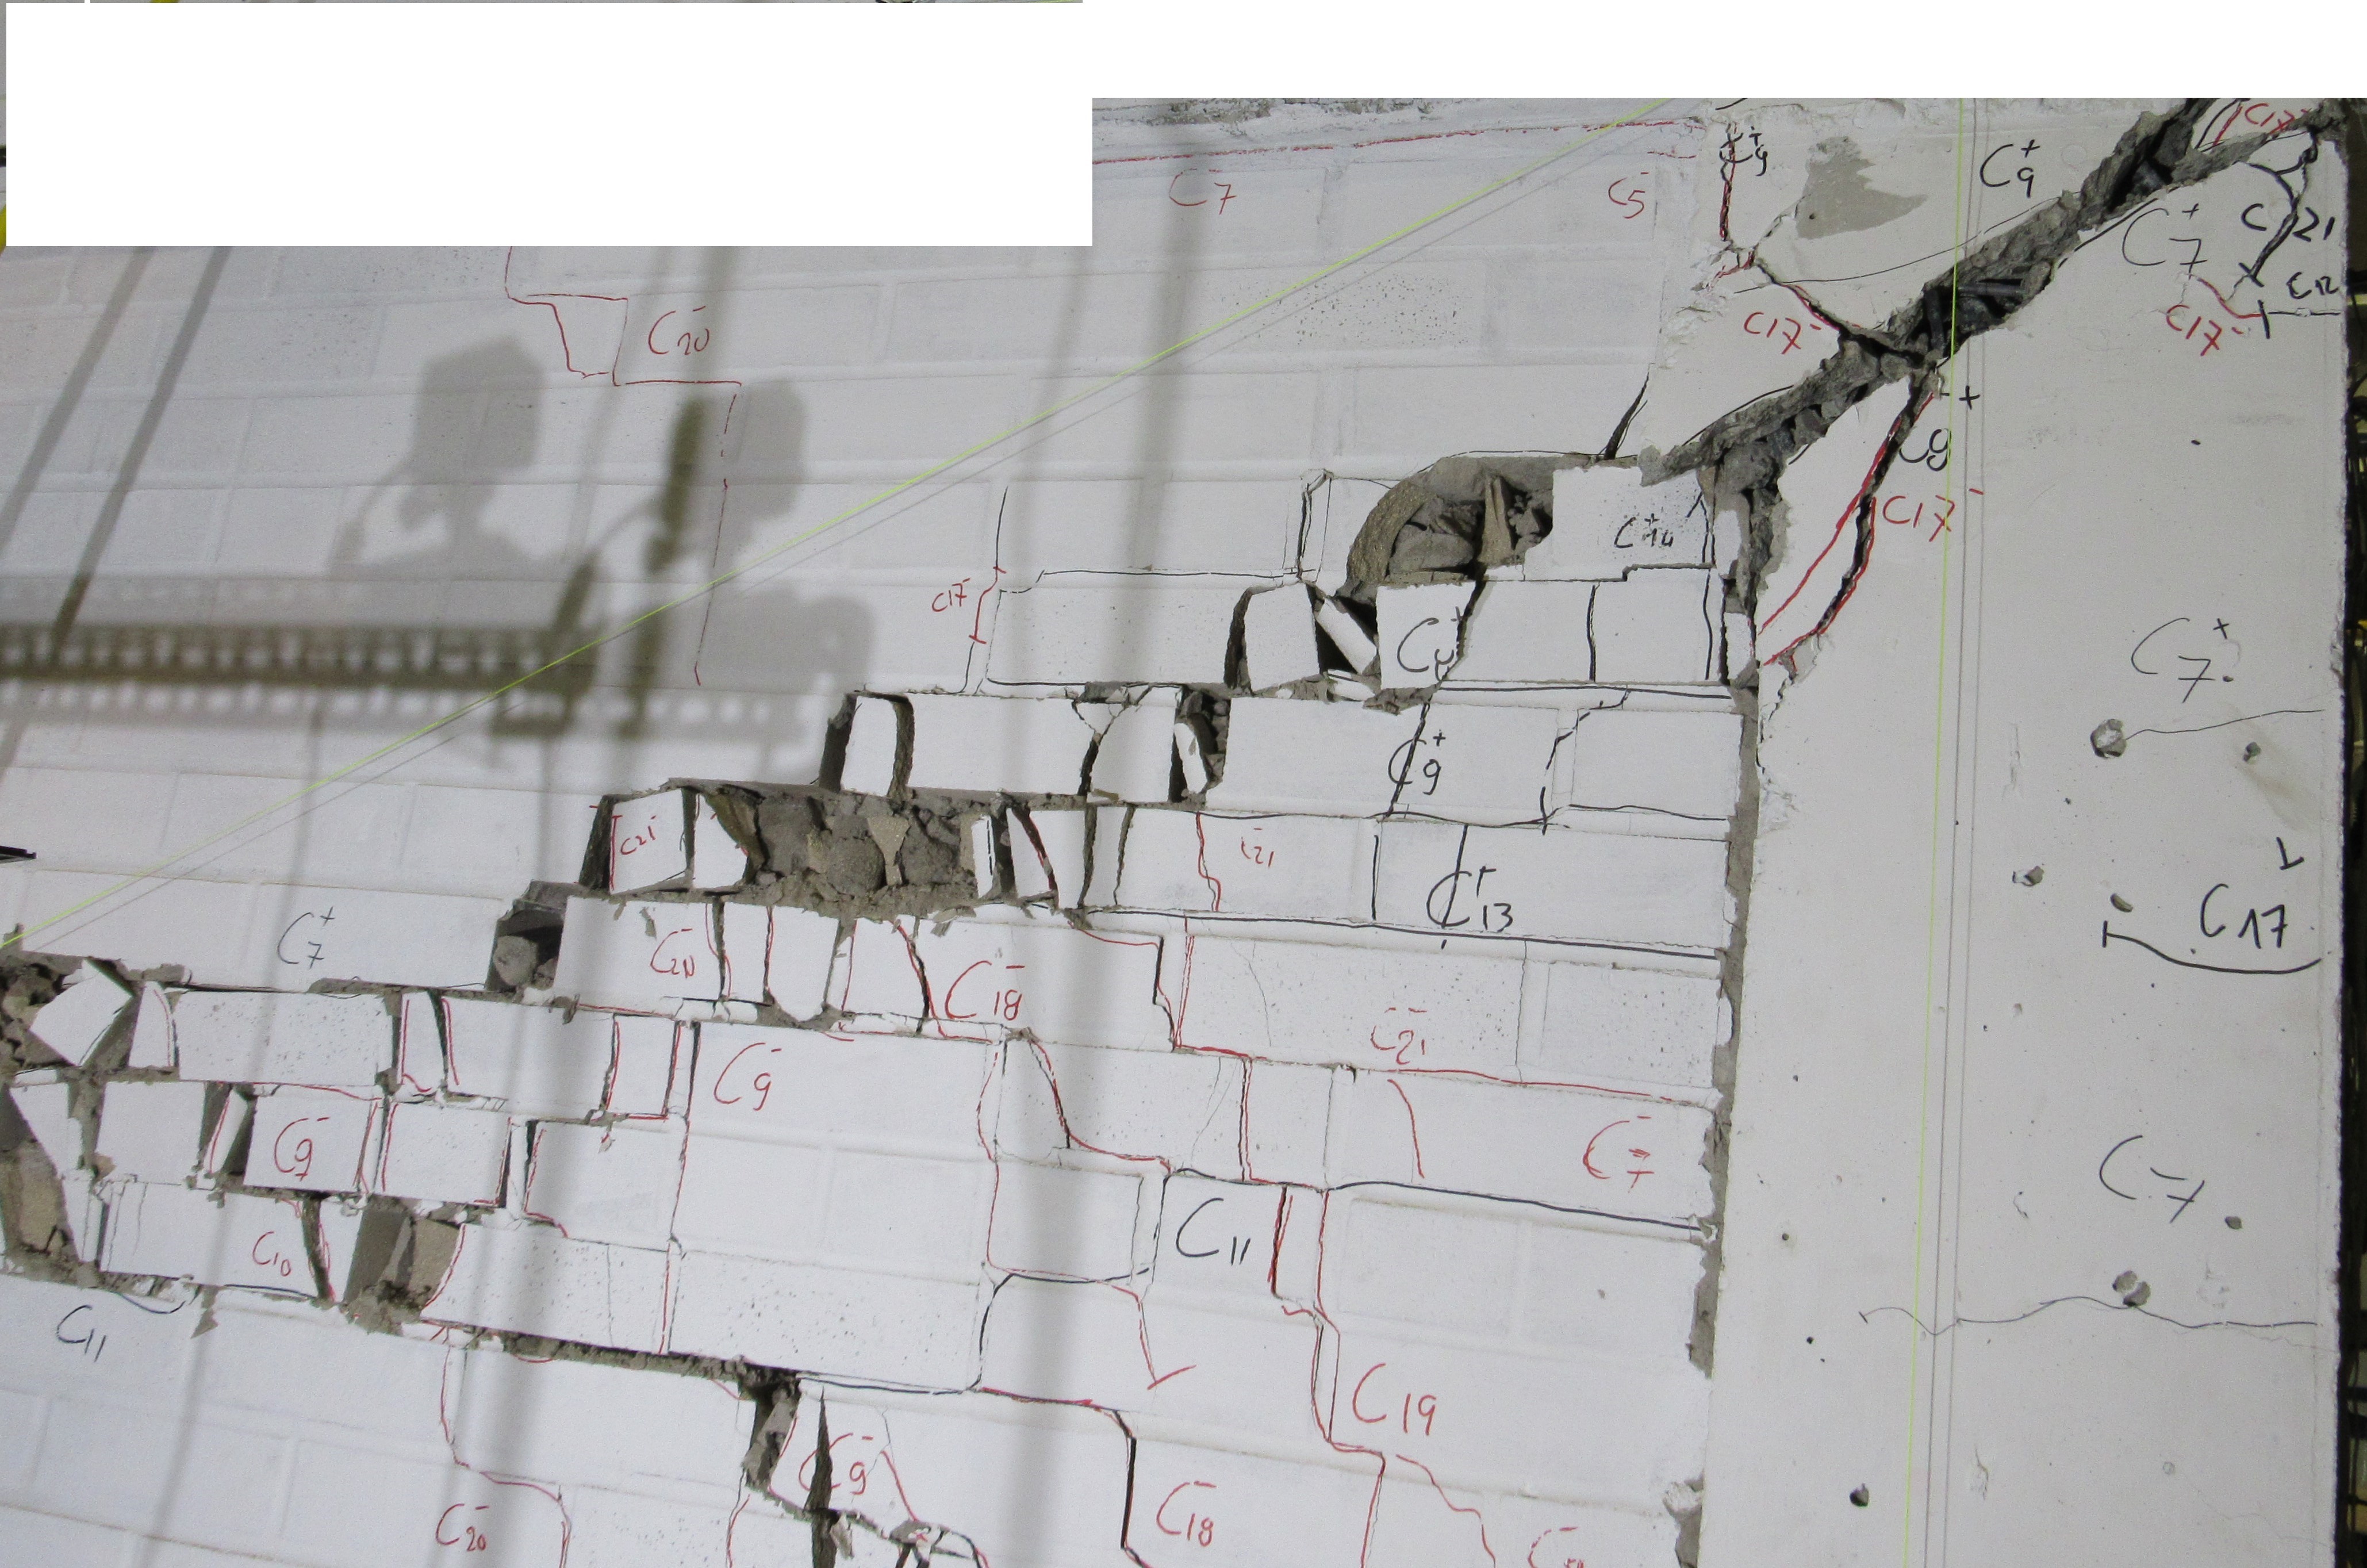 C7-
C5-
C9+
C9+
C17-
C7+
C21
C12
C17-
C17-
C20-
C9+
C17-
C14+
C17-
C7+
C9+
C21-
C21-
C13+
C17
C7+
C21-
C18-
C21-
C9-
C7-
C7-
C9-
C11
C10
C11
C19
C9-
C20-
C18-